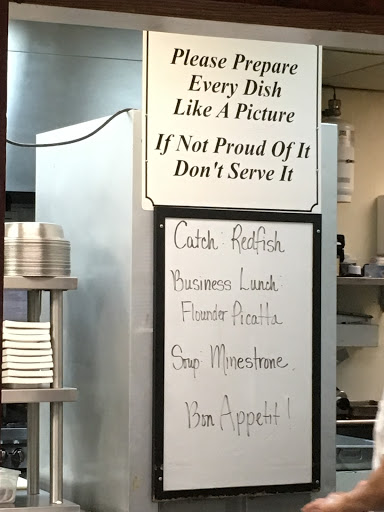 Please Prepare
Every Dish
Like A Picture
If Not Proud Of It
Don't Serve It
Catch: Redfish
Business Lunch:
Flounder Picatta
Soup: Minestrone.
Bon Appetit!